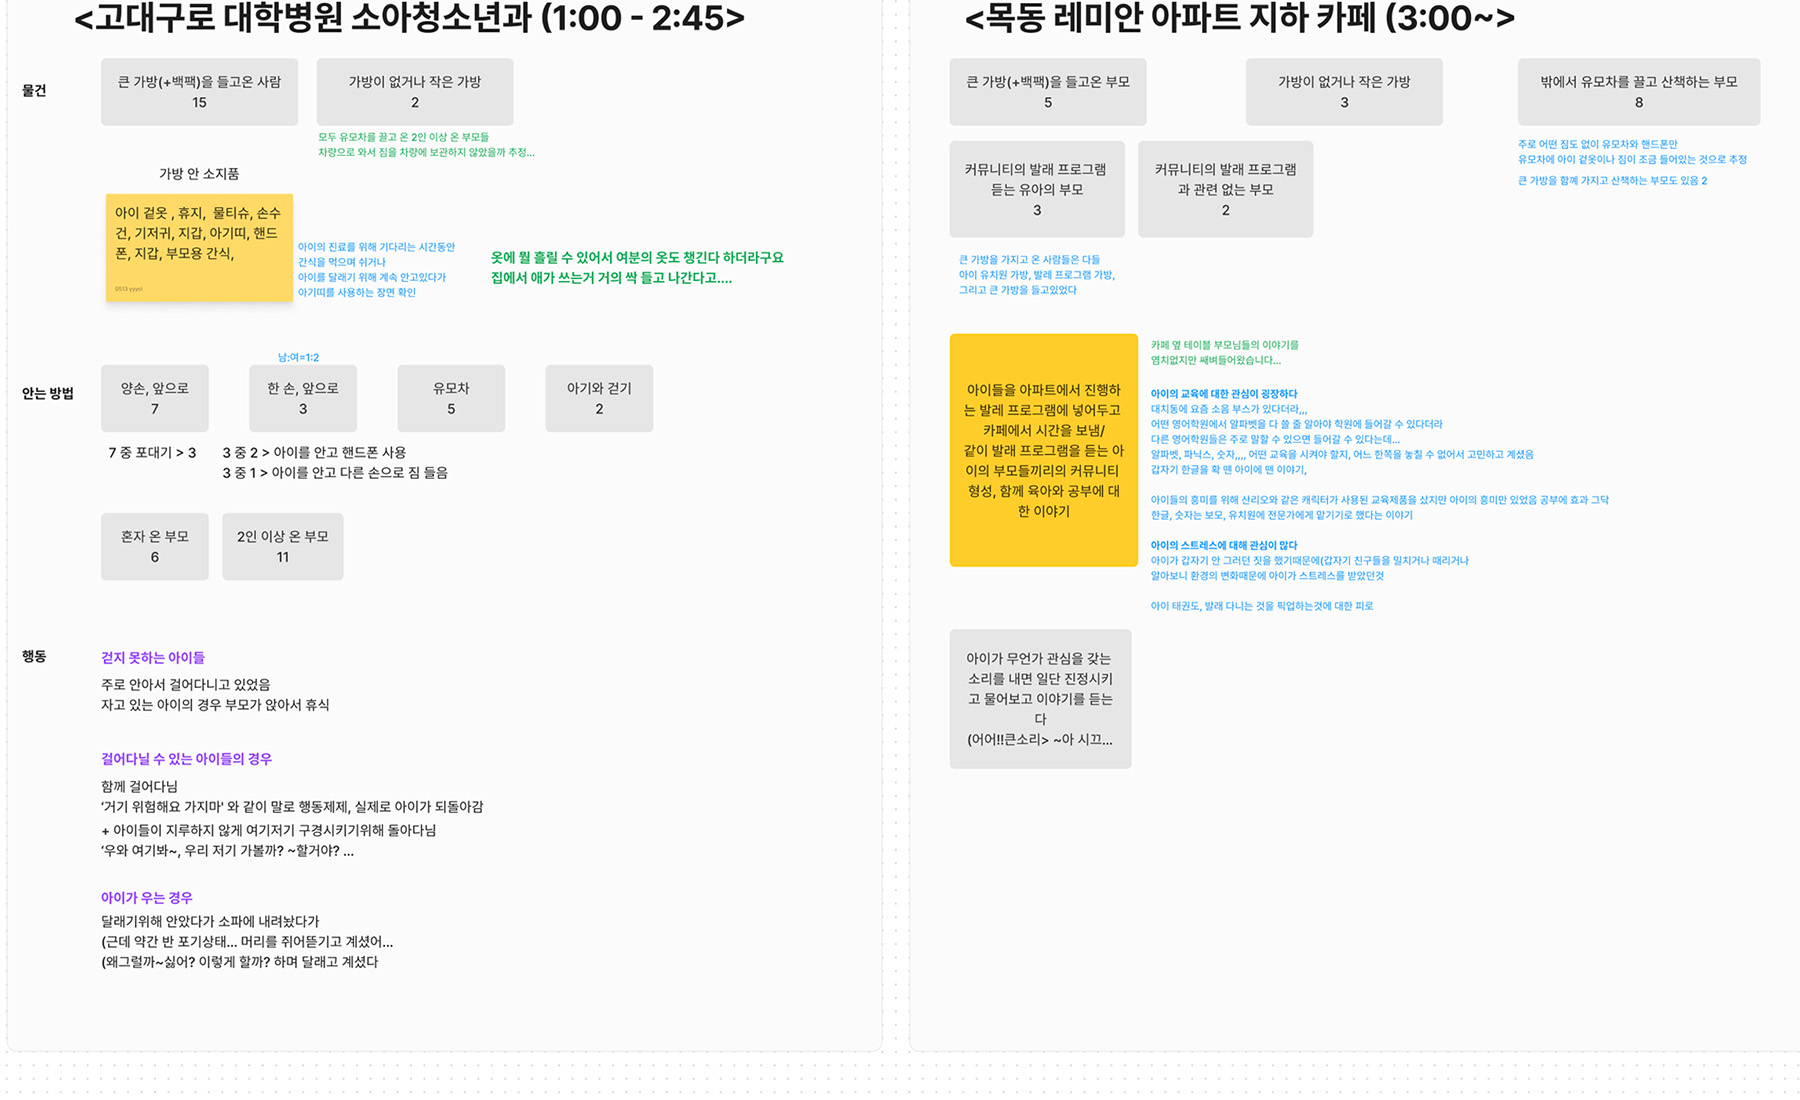 <고대구로 대학병원 소아청소년과 (1:00 - 2:45>
물건
큰 가방(+백팩)을 들고온 사람
15
가방이 없거나 작은 가방
2
모두 유모차를 끌고 온 2인 이상 온 부모들
차량으로 와서 짐을 차량에 보관하지 않았을까 추정...
가방 안 소지품
아이 겉옷 , 휴지, 물티슈, 손수
건, 기저귀, 지갑, 아기띠, 핸드
폰, 지갑, 부모용 간식,
0513 yyyni
아이의 진료를 위해 기다리는 시간동안
간식을 먹으며 쉬거나
아이를 달래기 위해 계속 안고있다가
아기띠를 사용하는 장면 확인
옷에 뭘 흘릴 수 있어서 여분의 옷도 챙긴다 하더라구요
집에서 애가 쓰는거 거의 싹 들고 나간다고....
안는 방법
양손, 앞으로
7
남:여=1:2
한 손, 앞으로
3
유모차
5
아기와 걷기
2
7 중 포대기 > 3
3 중 2 > 아이를 안고 핸드폰 사용
3 중 1 > 아이를 안고 다른 손으로 짐 들음
혼자 온 부모
6
2인 이상 온 부모
11
행동
걷지 못하는 아이들
주로 안아서 걸어다니고 있었음
자고 있는 아이의 경우 부모가 앉아서 휴식
걸어다닐 수 있는 아이들의 경우
함께 걸어다님
'거기 위험해요 가지마' 와 같이 말로 행동제제, 실제로 아이가 되돌아감
+ 아이들이 지루하지 않게 여기저기 구경시키기위해 돌아다님
'우와 여기봐~, 우리 저기 가볼까? ~할거야? ...
아이가 우는 경우
달래기위해 안았다가 소파에 내려놨다가
(근데 약간 반 포기상태... 머리를 쥐어뜯기고 계셨어...
(왜그럴까~싫어? 이렇게 할까? 하며 달래고 계셨다
<목동 레미안 아파트 지하 카페 (3:00~>
큰 가방(+백팩)을 들고온 부모
5
가방이 없거나 작은 가방
3
밖에서 유모차를 끌고 산책하는 부모
8
주로 어떤 짐도 없이 유모차와 핸드폰만
유모차에 아이 겉옷이나 짐이 조금 들어있는 것으로 추정
큰 가방을 함께 가지고 산책하는 부모도 있음 2
커뮤니티의 발래 프로그램
듣는 유아의 부모
3
커뮤니티의 발래 프로그램
과 관련 없는 부모
2
큰 가방을 가지고 온 사람들은 다들
아이 유치원 가방, 발레 프로그램 가방,
그리고 큰 가방을 들고있었다
아이들을 아파트에서 진행하
는 발레 프로그램에 넣어두고
카페에서 시간을 보냄/
같이 발래 프로그램을 듣는 아
이의 부모들끼리의 커뮤니티
형성, 함께 육아와 공부에 대
한 이야기
카페 옆 테이블 부모님들의 이야기를
염치없지만 쌔벼들어왔습니다...
아이의 교육에 대한 관심이 굉장하다
대치동에 요즘 소음 부스가 있다더라,,,
어떤 영어학원에서 알파벳을 다 쓸 줄 알아야 학원에 들어갈 수 있다더라
다른 영어학원들은 주로 말할 수 있으면 들어갈 수 있다는데...
알파벳, 파닉스, 숫자,,,, 어떤 교육을 시켜야 할지, 어느 한쪽을 놓칠 수 없어서 고민하고 계셨음
갑자기 한글을 확 뗀 아이에 뗀 이야기,
아이들의 흥미를 위해 산리오와 같은 캐릭터가 사용된 교육제품을 샀지만 아이의 흥미만 있었음 공부에 효과 그닥
한글, 숫자는 보모, 유치원에 전문가에게 맡기기로 했다는 이야기
아이의 스트레스에 대해 관심이 많다
아이가 갑자기 안 그러던 짓을 했기때문에(갑자기 친구들을 밀치거나 때리거나
알아보니 환경의 변화때문에 아이가 스트레스를 받았던것
아이 태권도, 발래 다니는 것을 픽업하는것에 대한 피로
아이가 무언가 관심을 갖는
소리를 내면 일단 진정시키
고 물어보고 이야기를 듣는
다
(어어!!큰소리> ~아 시끄...